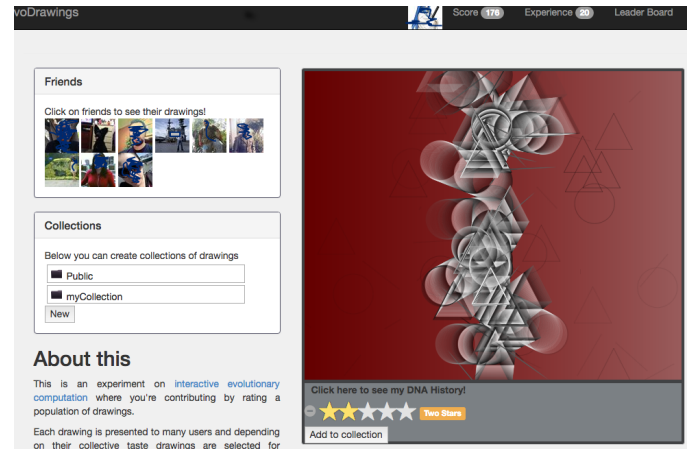 voDrawings
Score 176 Experience 20 Leader Board
Friends
Click on friends to see their drawings!
Collections
Below you can create collections of drawings
Public
myCollection
New
About this
This is an experiment on interactive evolutionary
computation where you're contributing by rating a
population of drawings.
Each drawing is presented to many users and depending
on their collective taste drawings are selected for
Click here to see my DNA History!
Two Stars
Add to collection